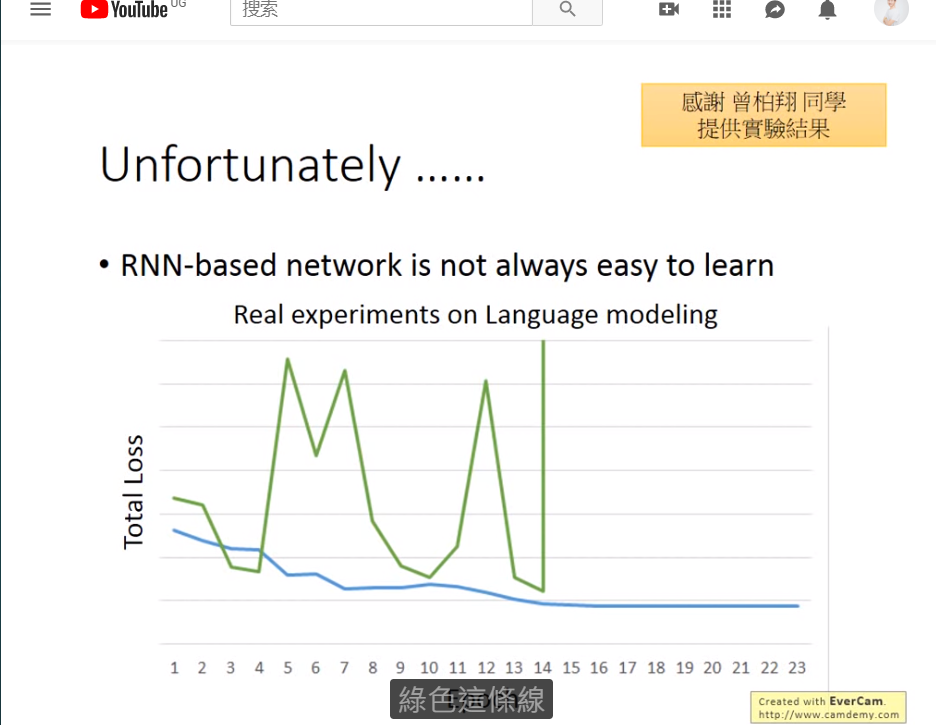 YouTube UG
搜索
感謝 曾柏翔 同學
提供實驗結果
Unfortunately ……
• RNN-based network is not always easy to learn
Real experiments on Language modeling
Total Loss
1 2 3 4 5 6 7 8 9 10 11 12 13 14 15 16 17 18 19 20 21 22 23
綠色這條線
Created with EverCam.
http://www.camdemy.com